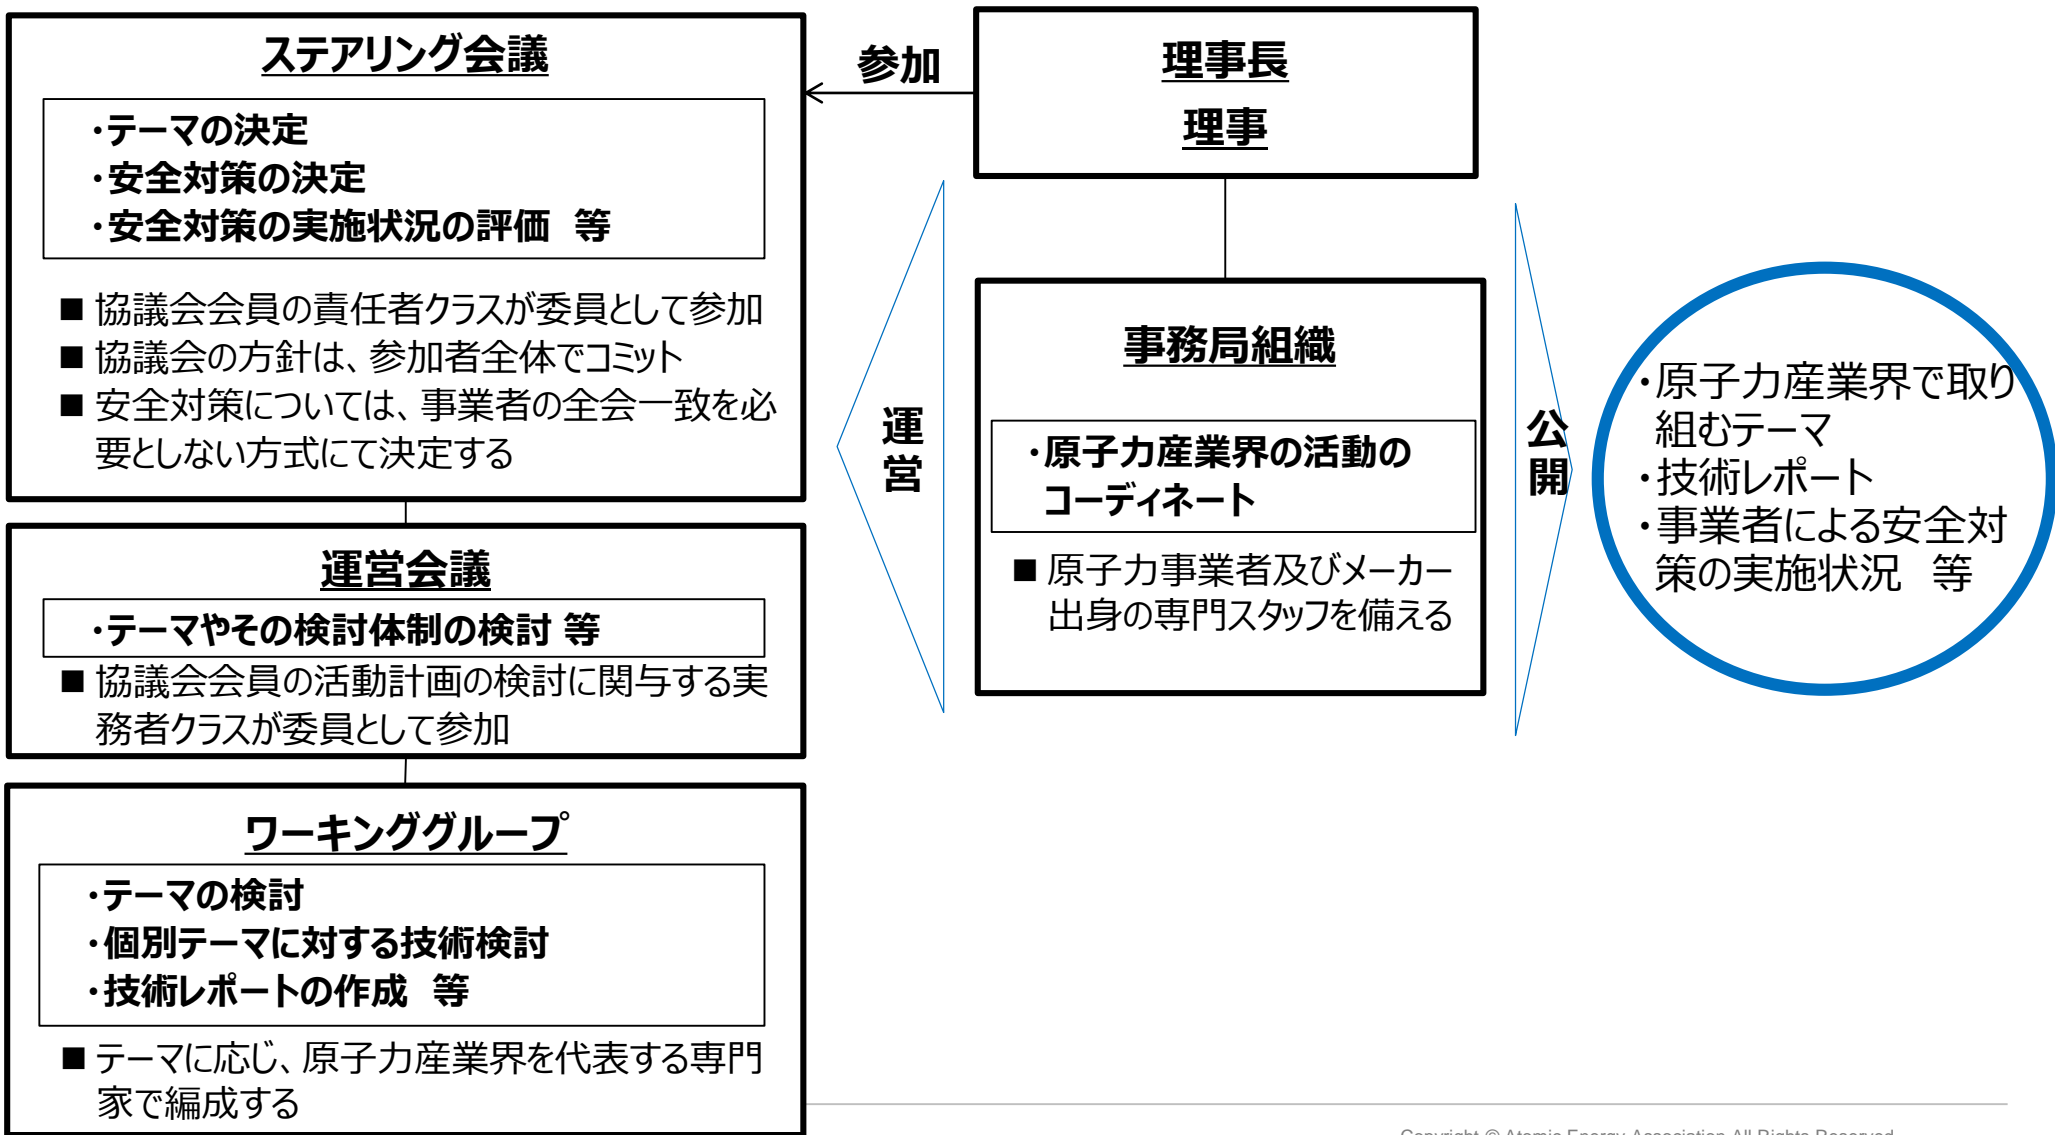 ステアリング会議
・テーマの決定
・安全対策の決定
・安全対策の実施状況の評価　等
■ 協議会会員の責任者クラスが委員として参加
■ 協議会の方針は、参加者全体でコミット
■ 安全対策については、事業者の全会一致を必
要としない方式にて決定する
運営会議
・テーマやその検討体制の検討 等
■ 協議会会員の活動計画の検討に関与する実
務者クラスが委員として参加
ワーキンググループ
・テーマの検討
・個別テーマに対する技術検討
・技術レポートの作成　等
■ テーマに応じ、原子力産業界を代表する専門
家で編成する
参加
理事長
理事
運営
事務局組織
・原子力産業界の活動の
コーディネート
■ 原子力事業者及びメーカー
出身の専門スタッフを備える
公開
・原子力産業界で取り
組むテーマ
・技術レポート
・事業者による安全対
策の実施状況　等
Copyright © Atomic Energy Association All Rights Reserved